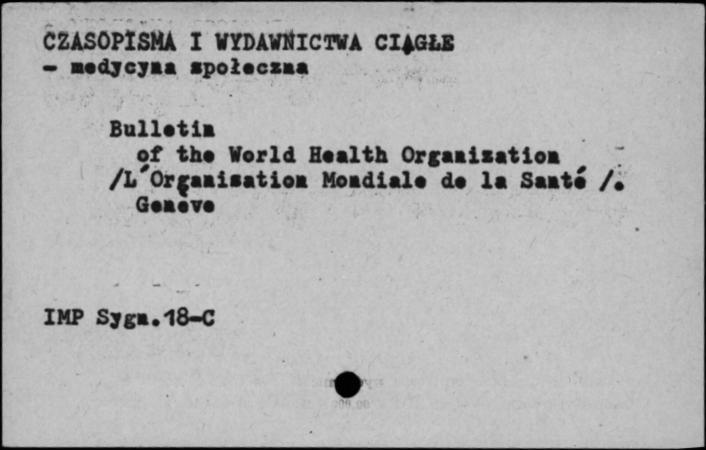 CZASOPISMA I WYDAWNICTWA CIĄGŁE
- medycyna społeczna
Bulletin
of the World Health Organization
/L'Organisation Mondiale de la Santé /.
Geneve
IMP Sygn.18-C